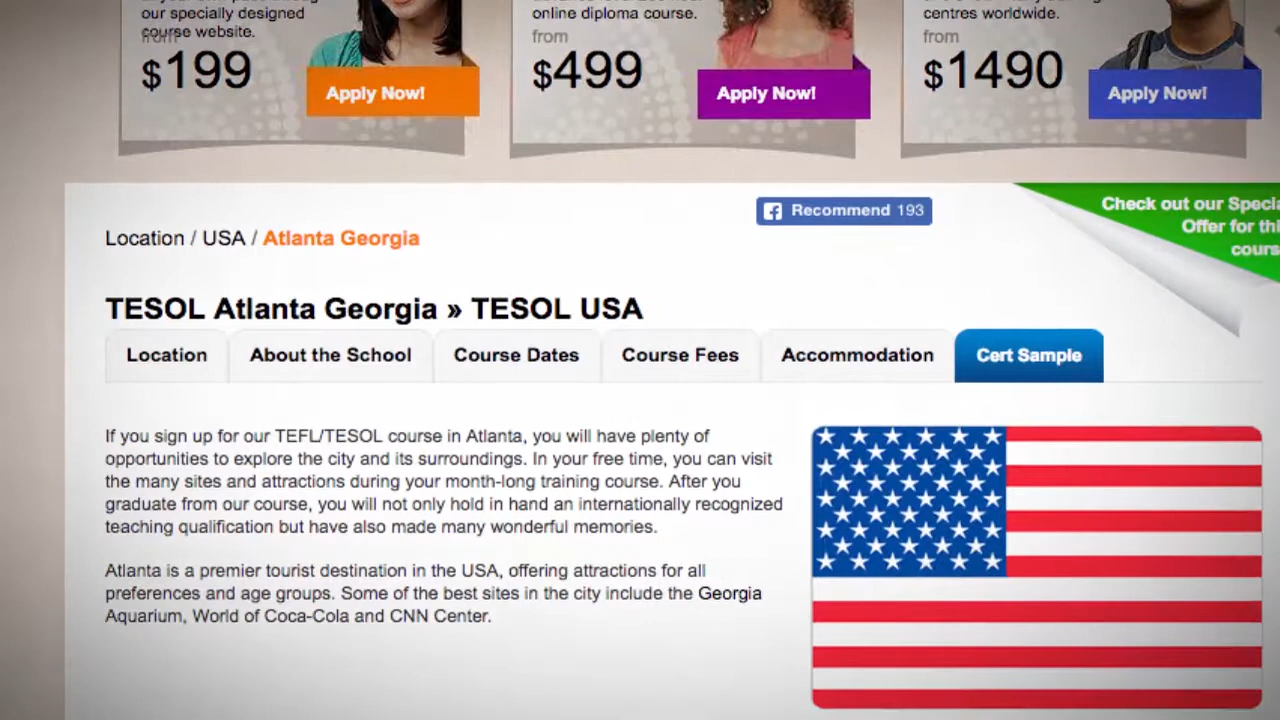 our specially designed
course website.
from
$199
Apply Now!
online diploma course.
from
$499
Apply Now!
centres worldwide.
from
$1490
Apply Now!
Recommend 193
Check out our
Offer for
Location / USA / Atlanta Georgia
TESOL Atlanta Georgia » TESOL USA
Location About the School Course Dates Course Fees Accommodation Cert Sample
If you sign up for our TEFL/TESOL course in Atlanta, you will have plenty of
opportunities to explore the city and its surroundings. In your free time, you can visit
the many sites and attractions during your month-long training course. After you
graduate from our course, you will not only hold in hand an internationally recognized
teaching qualification but have also made many wonderful memories.
Atlanta is a premier tourist destination in the USA, offering attractions for all
preferences and age groups. Some of the best sites in the city include the Georgia
Aquarium, World of Coca-Cola and CNN Center.